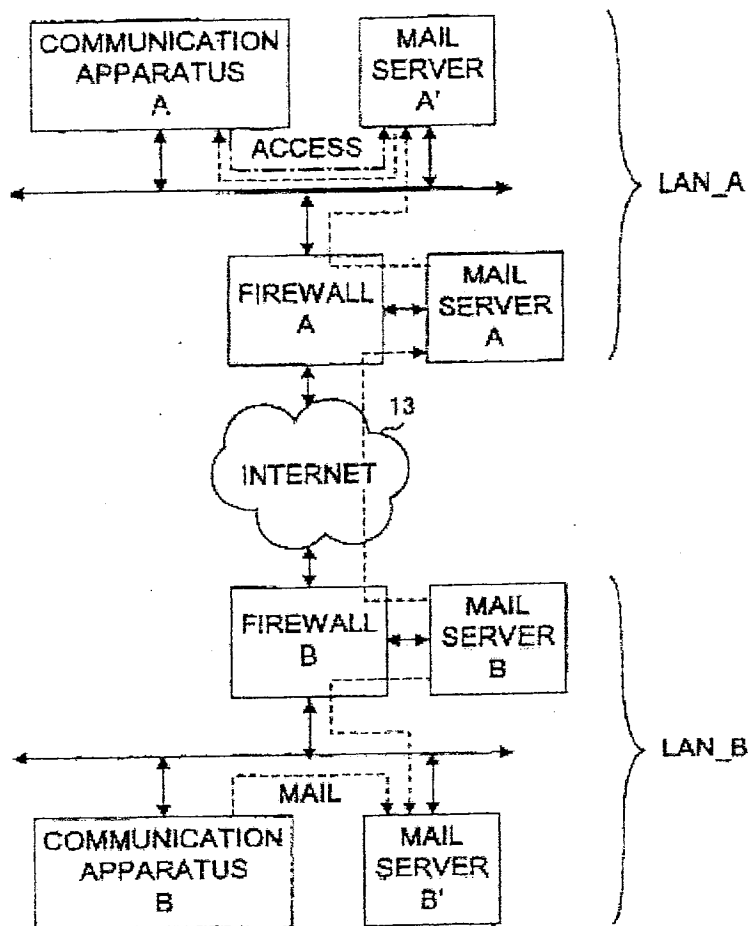 COMMUNICATION
APPARATUS
A
MAIL
SERVER
A'
ACCESS
LAN_A
FIREWALL
A
MAIL
SERVER
A
13
INTERNET
FIREWALL
B
MAIL
SERVER
B
LAN_B
MAIL
COMMUNICATION
APPARATUS
B
MAIL
SERVER
B'